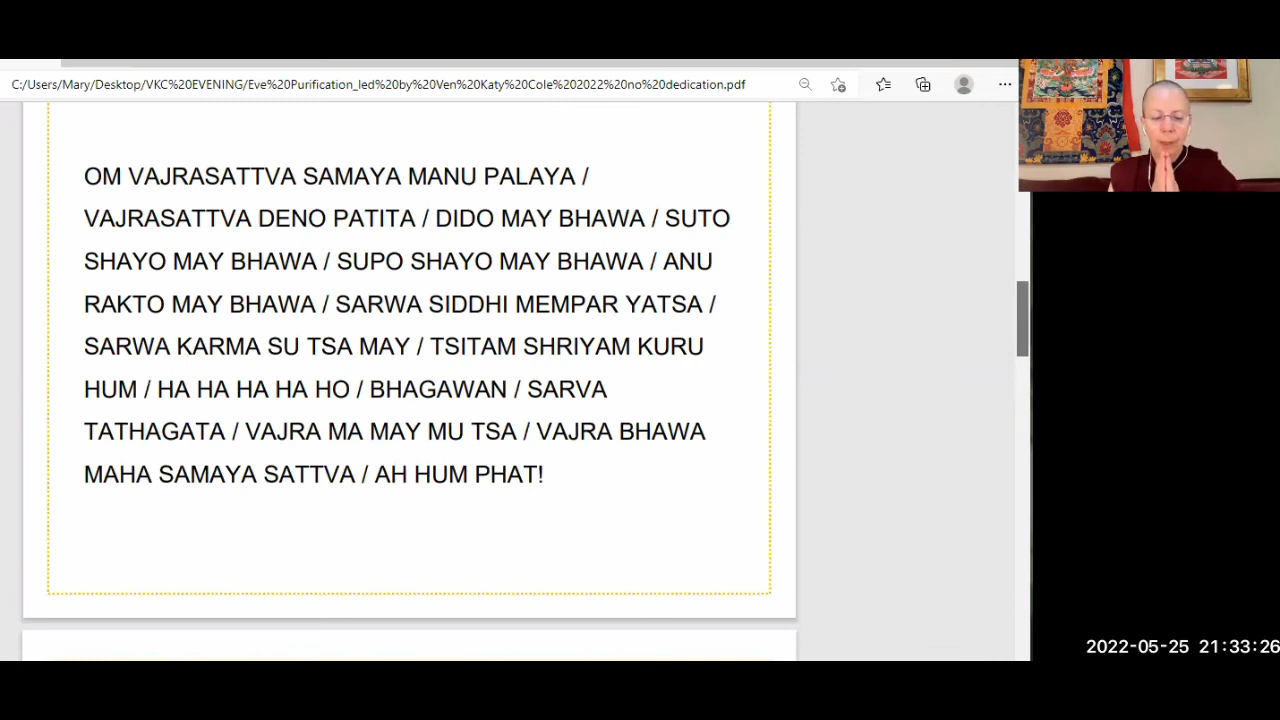 C:/Users/Mary/Desktop/VKC%20EVENING/Eve%20Purification_led%20by%20Ven%20Katy%20Cole%202022%20no%20dedication.pdf
OM VAJRASATTVA SAMAYA MANU PALAYA /
VAJRASATTVA DENO PATITA / DIDO MAY BHAWA / SUTO
SHAYO MAY BHAWA / SUPO SHAYO MAY BHAWA / ANU
RAKTO MAY BHAWA / SARWA SIDDHI MEMPAR YATSA /
SARWA KARMA SU TSA MAY / TSITAM SHRIYAM KURU
HUM / HA HA HA HA HO / BHAGAWAN / SARVA
TATHAGATA / VAJRA MA MAY MU TSA / VAJRA BHAWA
MAHA SAMAYA SATTVA / AH HUM PHAT!
2022-05-25 21:33:26